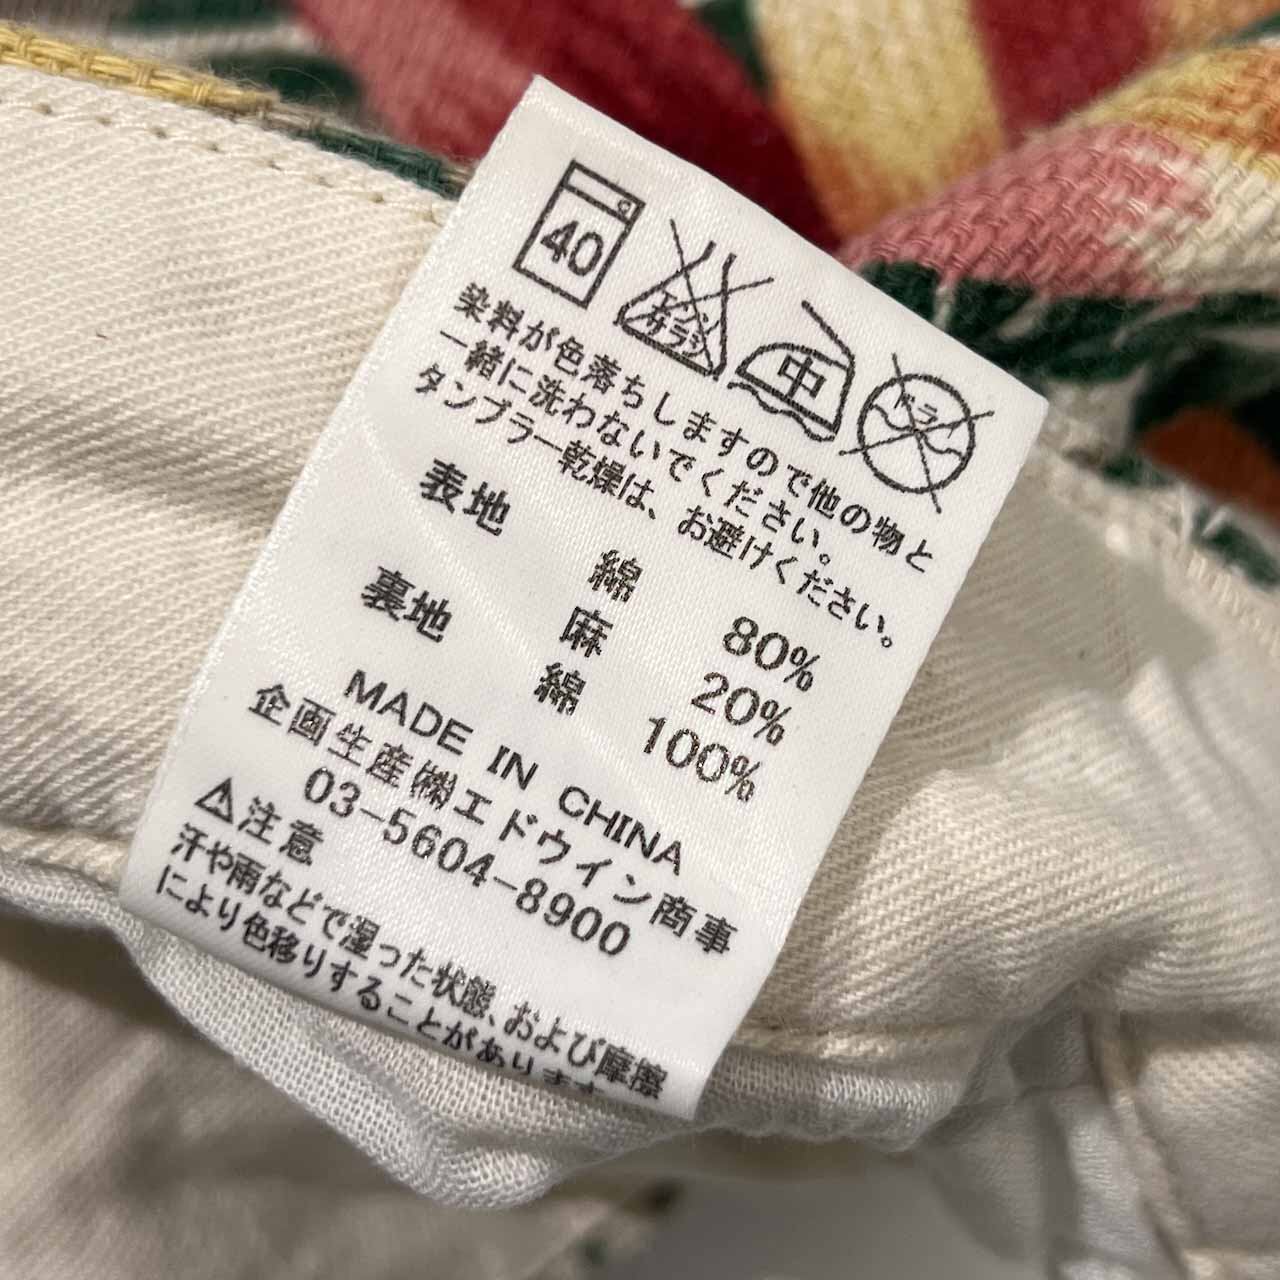 40
エンソ
サラシ
中
ドライ
染料が色落ちしますので他の物と
一緒に洗わないでください。
タンブラー乾燥は、お避けください。
表地 綿 80%
麻 20%
裏地 綿 100%
MADE IN CHINA
企画生産㈱エドウイン商事
03-5604-8900
⚠注意
汗や雨などで湿った状態、および摩擦
により色移りすることがあります